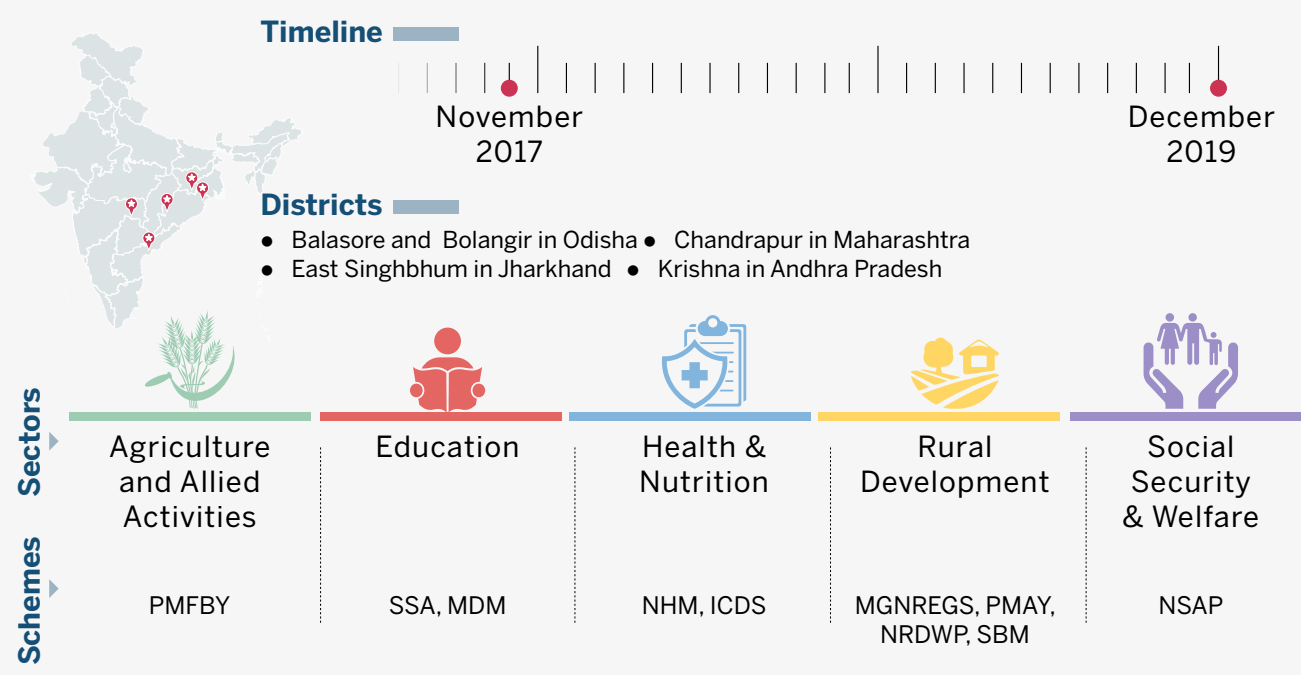 Timeline
November
2017
December
2019
Districts
● Balasore and Bolangir in Odisha ● Chandrapur in Maharashtra
● East Singhbhum in Jharkhand ● Krishna in Andhra Pradesh
Sectors
Agriculture
and Allied
Activities
Education
Health &
Nutrition
Rural
Development
Social
Security
& Welfare
Schemes
PMFBY
SSA, MDM
NHM, ICDS
MGNREGS, PMAY,
NRDWP, SBM
NSAP